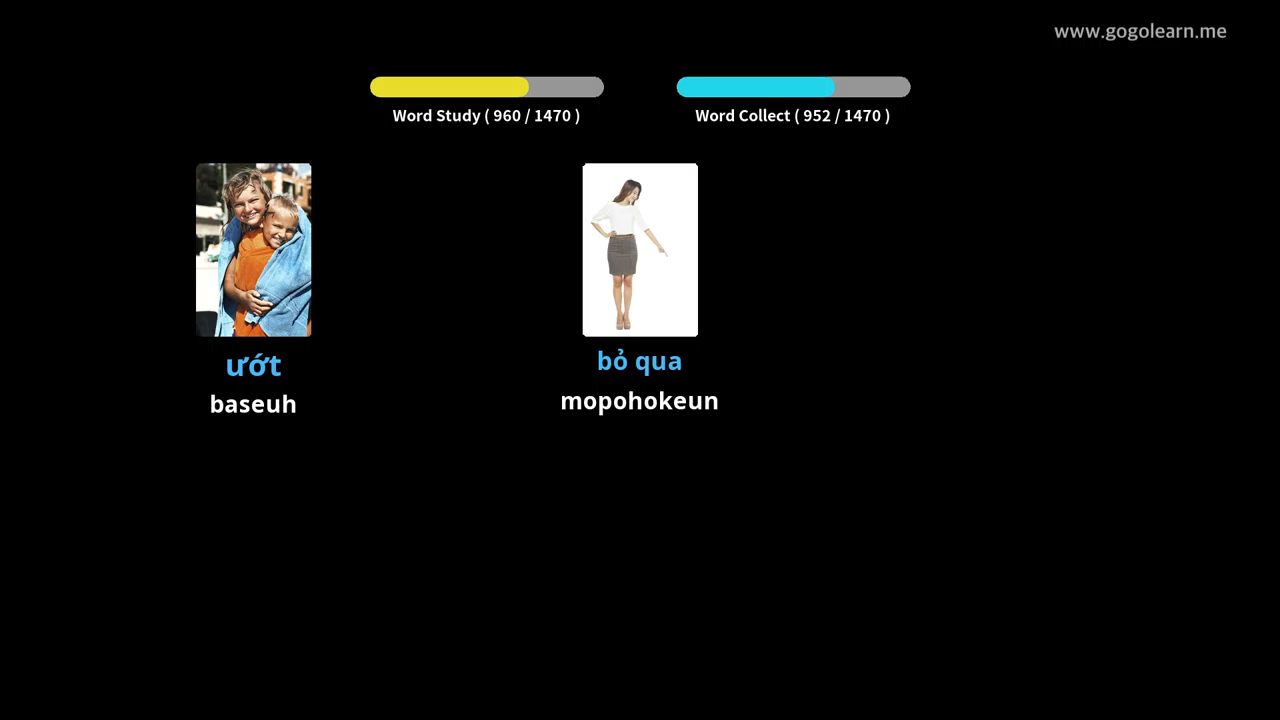 www.gogolearn.me
Word Study ( 960 / 1470 )
Word Collect ( 952 / 1470 )
ướt
baseuh
bỏ qua
mopohokeun